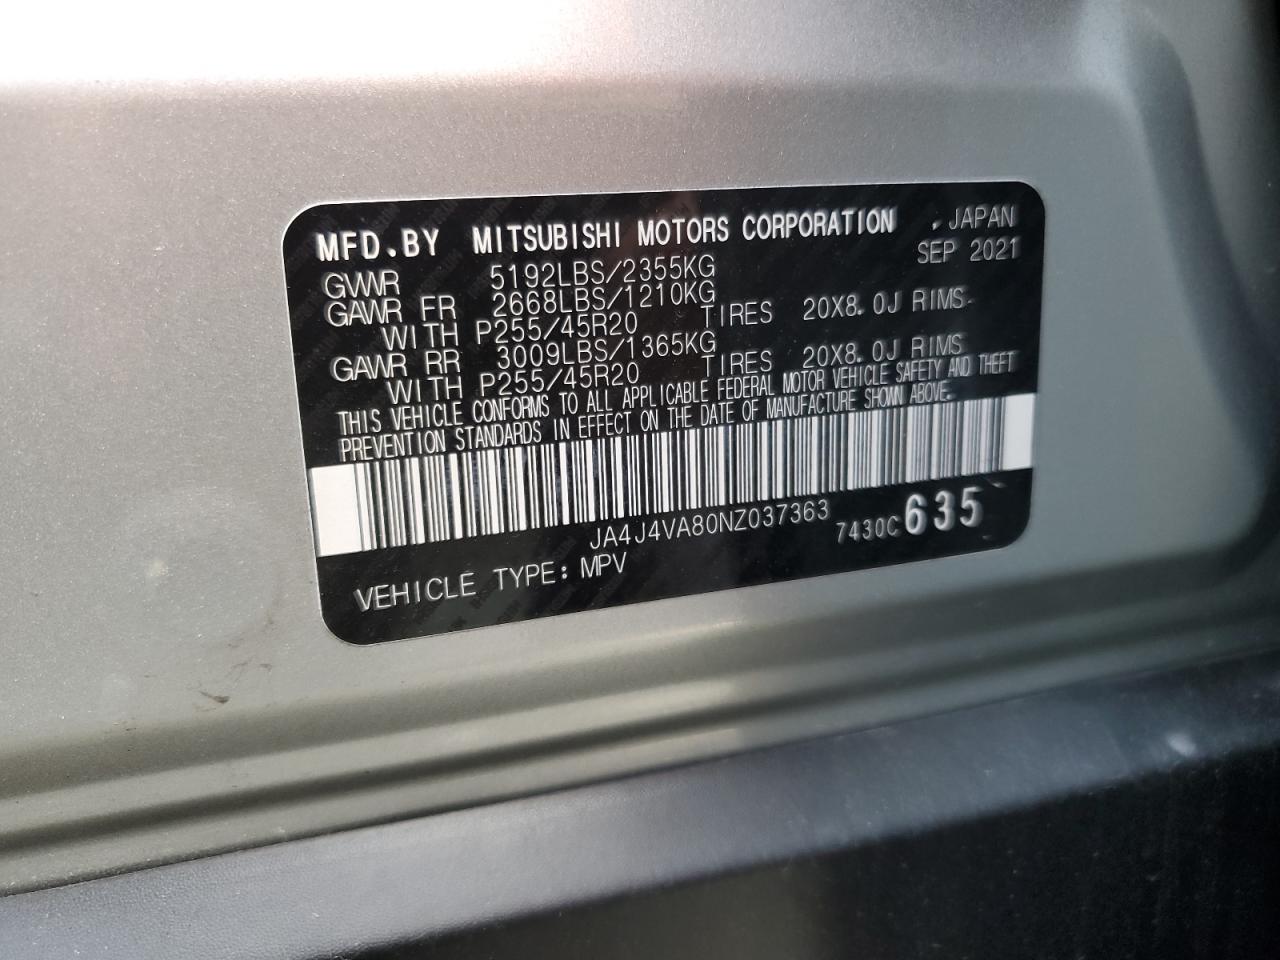 MFD.BY MITSUBISHI MOTORS CORPORATION , JAPAN
SEP 2021
GVWR 5192LBS/2355KG
GAWR FR 2668LBS/1210KG
WITH P255/45R20 TIRES 20X8.0J RIMS
GAWR RR 3009LBS/1365KG
WITH P255/45R20 TIRES 20X8.0J RIMS
THIS VEHICLE CONFORMS TO ALL APPLICABLE FEDERAL MOTOR VEHICLE SAFETY AND THEFT
PREVENTION STANDARDS IN EFFECT ON THE DATE OF MANUFACTURE SHOWN ABOVE.
JA4J4VA80NZ037363 7430C635
VEHICLE TYPE: MPV